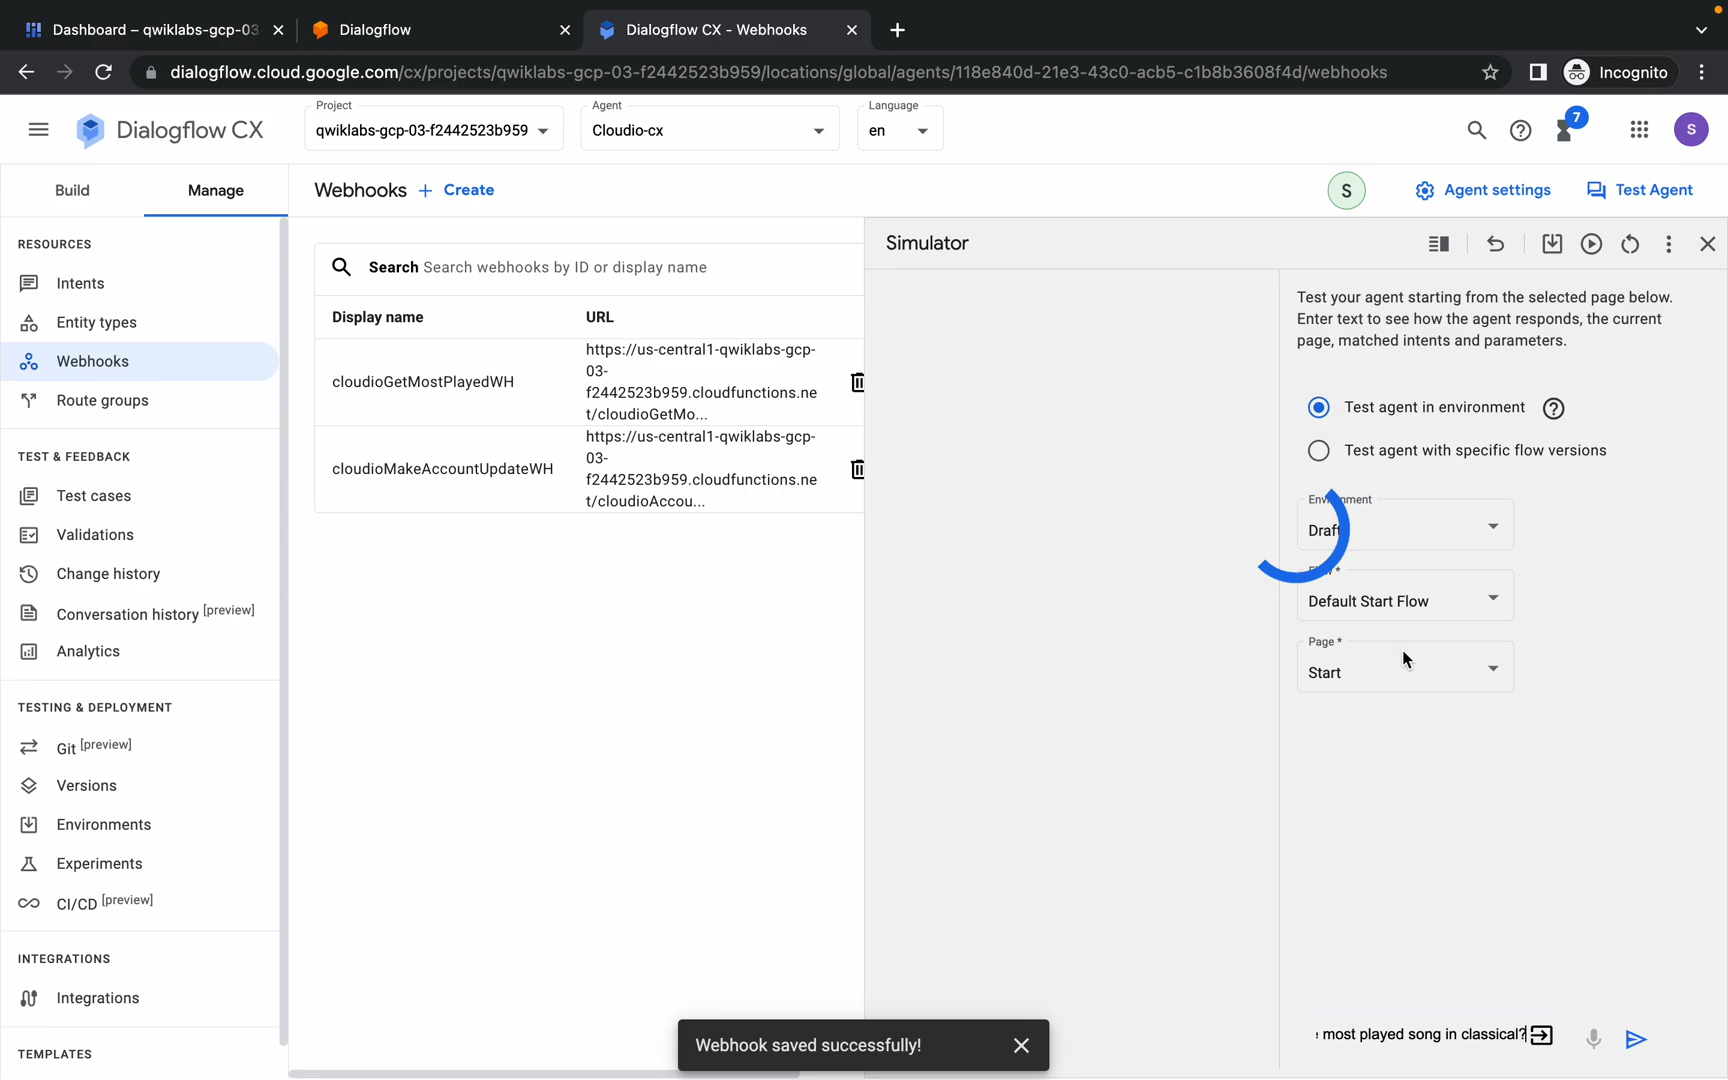 Dashboard – qwiklabs-gcp-03
Dialogflow
Dialogflow CX - Webhooks
dialogflow.cloud.google.com/cx/projects/qwiklabs-gcp-03-f2442523b959/locations/global/agents/118e840d-21e3-43c0-acb5-c1b8b3608f4d/webhooks
Incognito
Dialogflow CX
Project
qwiklabs-gcp-03-f2442523b959
Agent
Cloudio-cx
Language
en
7
S
Build
Manage
Webhooks
Create
S
Agent settings
Test Agent
RESOURCES
Intents
Entity types
Webhooks
Route groups
TEST & FEEDBACK
Test cases
Validations
Change history
Conversation history [preview]
Analytics
TESTING & DEPLOYMENT
Git [preview]
Versions
Environments
Experiments
CI/CD [preview]
INTEGRATIONS
Integrations
TEMPLATES
Search Search webhooks by ID or display name
Display name
URL
cloudioGetMostPlayedWH
https://us-central1-qwiklabs-gcp-
03-
f2442523b959.cloudfunctions.ne
t/cloudioGetMo...
cloudioMakeAccountUpdateWH
https://us-central1-qwiklabs-gcp-
03-
f2442523b959.cloudfunctions.ne
t/cloudioAccou...
Simulator
Test your agent starting from the selected page below.
Enter text to see how the agent responds, the current
page, matched intents and parameters.
Test agent in environment
Test agent with specific flow versions
Environment
Draft
Default Start Flow
Page *
Start
most played song in classical?
Webhook saved successfully!